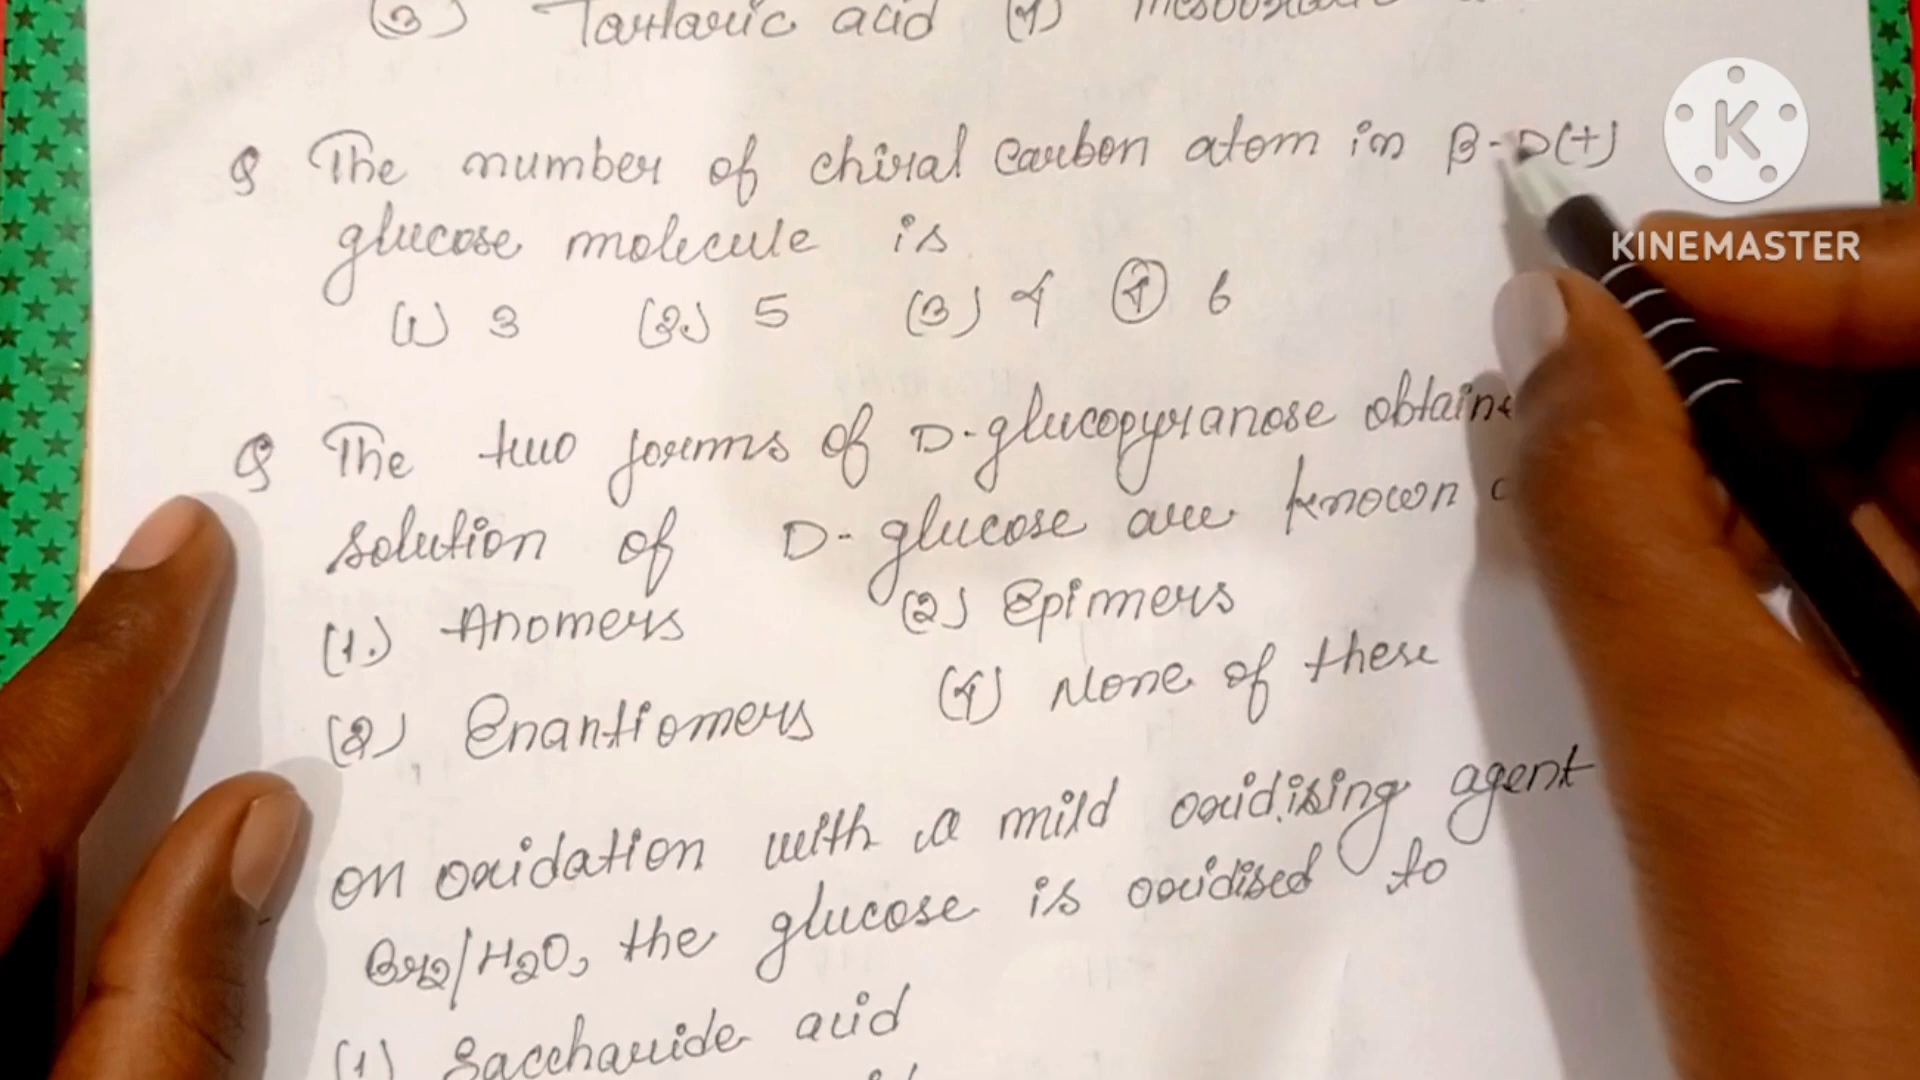 (3) Tartaric acid (4)
Q The number of chiral carbon atom in β-D(+)
glucose molecule is
(1) 3 (2) 5 (3) 4 (4) 6
Q The two forms of D-glucopyranose
solution of D-glucose are known
(1.) Anomers (2) Epimers
(3) Enantiomers (4) None of these
on oxidation with a mild oxidising agent
Br2/H2O, the glucose is oxidised to
(1) Saccharide acid
K
KINEMASTER